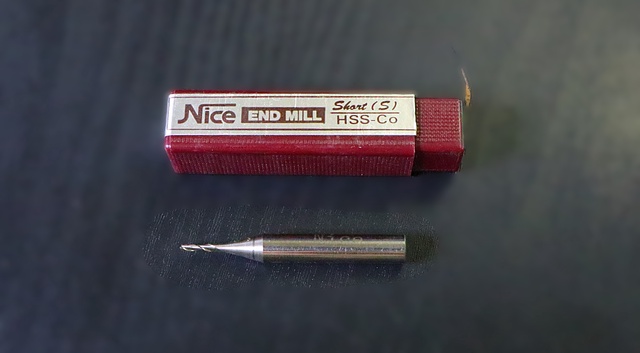 Nice END MILL Short (S)
HSS-Co